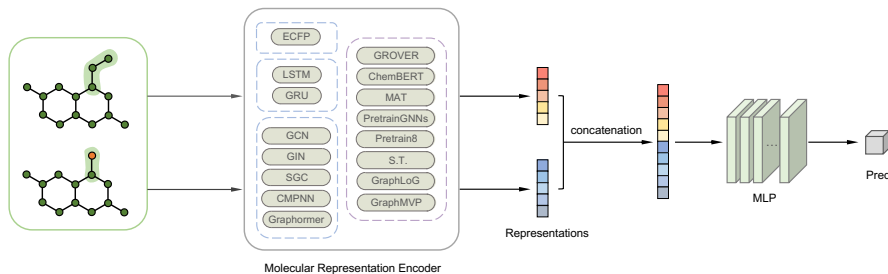 ECFP
LSTM
GRU
GCN
GIN
SGC
CMPNN
Graphormer
GROVER
ChemBERT
MAT
PretrainGNNs
Pretrain8
S.T.
GraphLoG
GraphMVP
Molecular Representation Encoder
Representations
concatenation
...
MLP
Pred